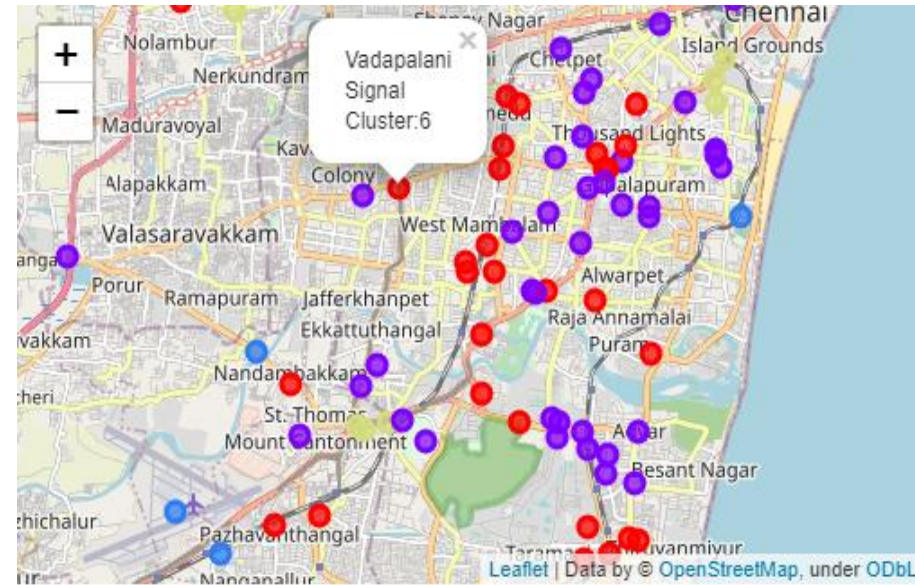 Chennai
Shenoy Nagar
Nolambur
Island Grounds
Chetpet
+
×
Vadapalani
Signal
Cluster:6
Nerkundram
−
Maduravoyal
Thousand Lights
Colony
Alapakkam
West Mambalam
Valasaravakkam
Alwarpet
Porur
Ramapuram
Jafferkhanpet
Raja Annamalai
Puram
Ekkattuthangal
Nandambakkam
St. Thomas
Mount Cantonment
Adyar
Besant Nagar
Pazhavanthangal
Leaflet | Data by © OpenStreetMap, under ODbL